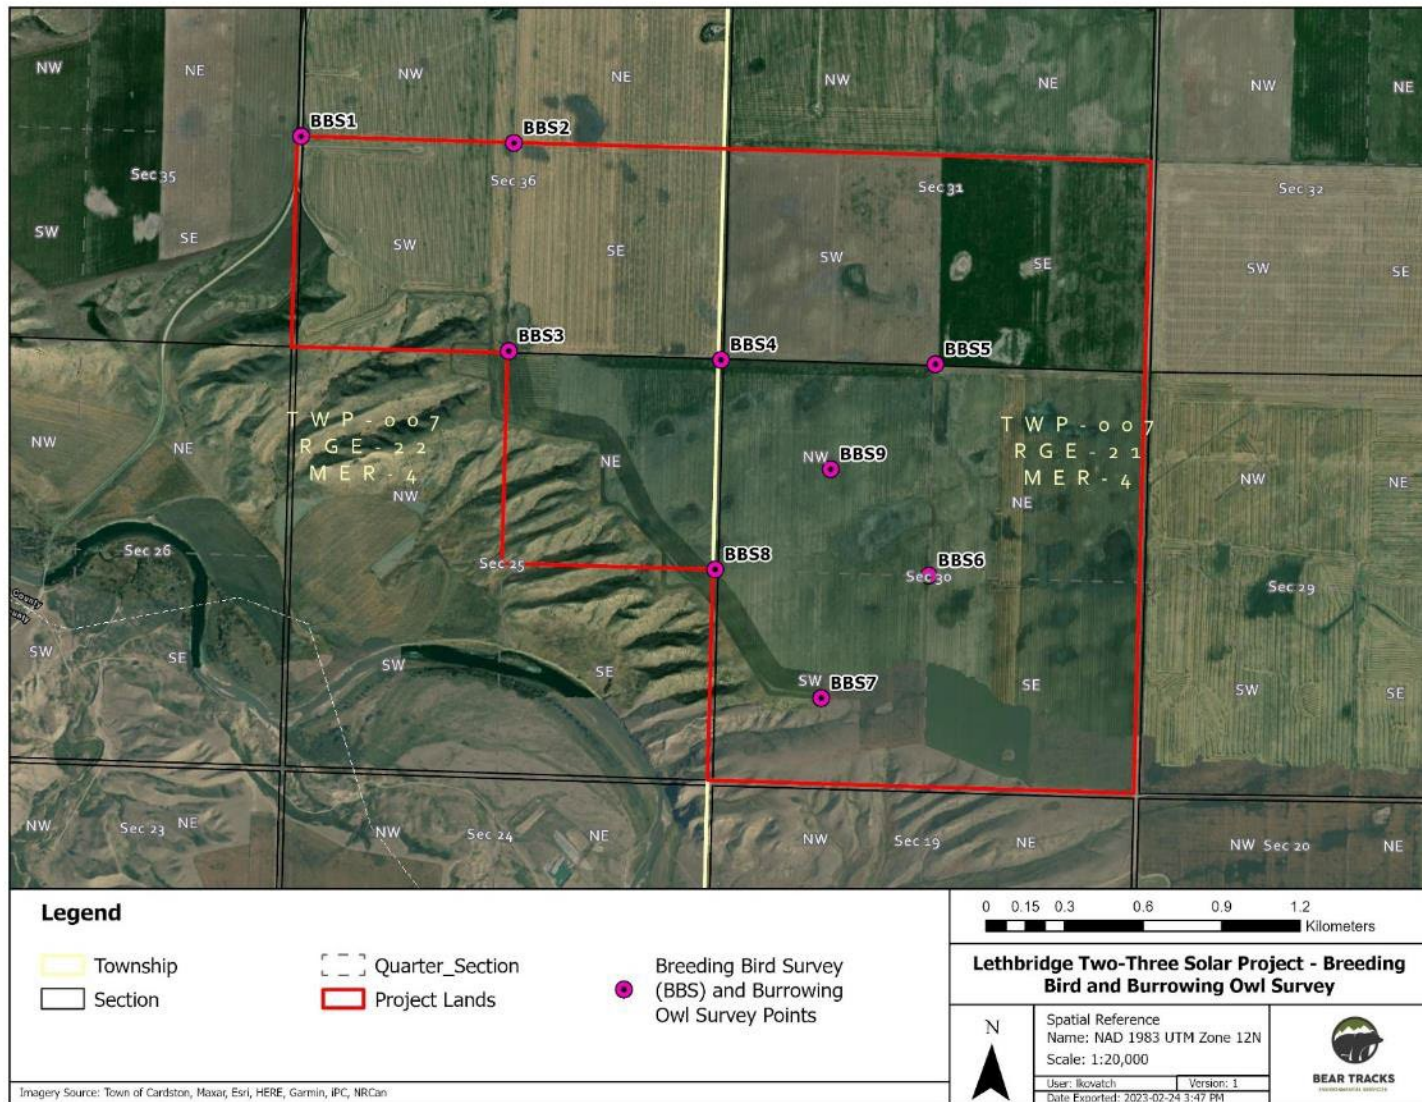 NW
NE
NW
NE
NW
NE
NW
NE
BBS1
BBS2
Sec 35
Sec 36
Sec 31
Sec 32
SW
SE
SW
SE
SW
SE
SW
SE
BBS3
BBS4
BBS5
TWP-007
RGE-22
MER-4
TWP-007
RGE-21
MER-4
NW
NE
NW
NE
NW
BBS9
NE
NW
NE
Sec 26
Sec 25
BBS8
BBS6
Sec 30
Sec 29
County
SW
SE
SW
SE
SW
BBS7
SE
SW
SE
NW
Sec 23
NE
NW
Sec 24
NE
NW
Sec 19
NE
NW
Sec 20
NE
Legend
Township
Section
Quarter_Section
Project Lands
Breeding Bird Survey
(BBS) and Burrowing
Owl Survey Points
0 0.15 0.3 0.6 0.9 1.2
Kilometers
Lethbridge Two-Three Solar Project - Breeding
Bird and Burrowing Owl Survey
N
Spatial Reference
Name: NAD 1983 UTM Zone 12N
Scale: 1:20,000
User: lkovatch
Version: 1
Date Exported: 2023-02-24 3:47 PM
BEAR TRACKS
ENVIRONMENTAL SERVICES
Imagery Source: Town of Cardston, Maxar, Esri, HERE, Garmin, iPC, NRCan